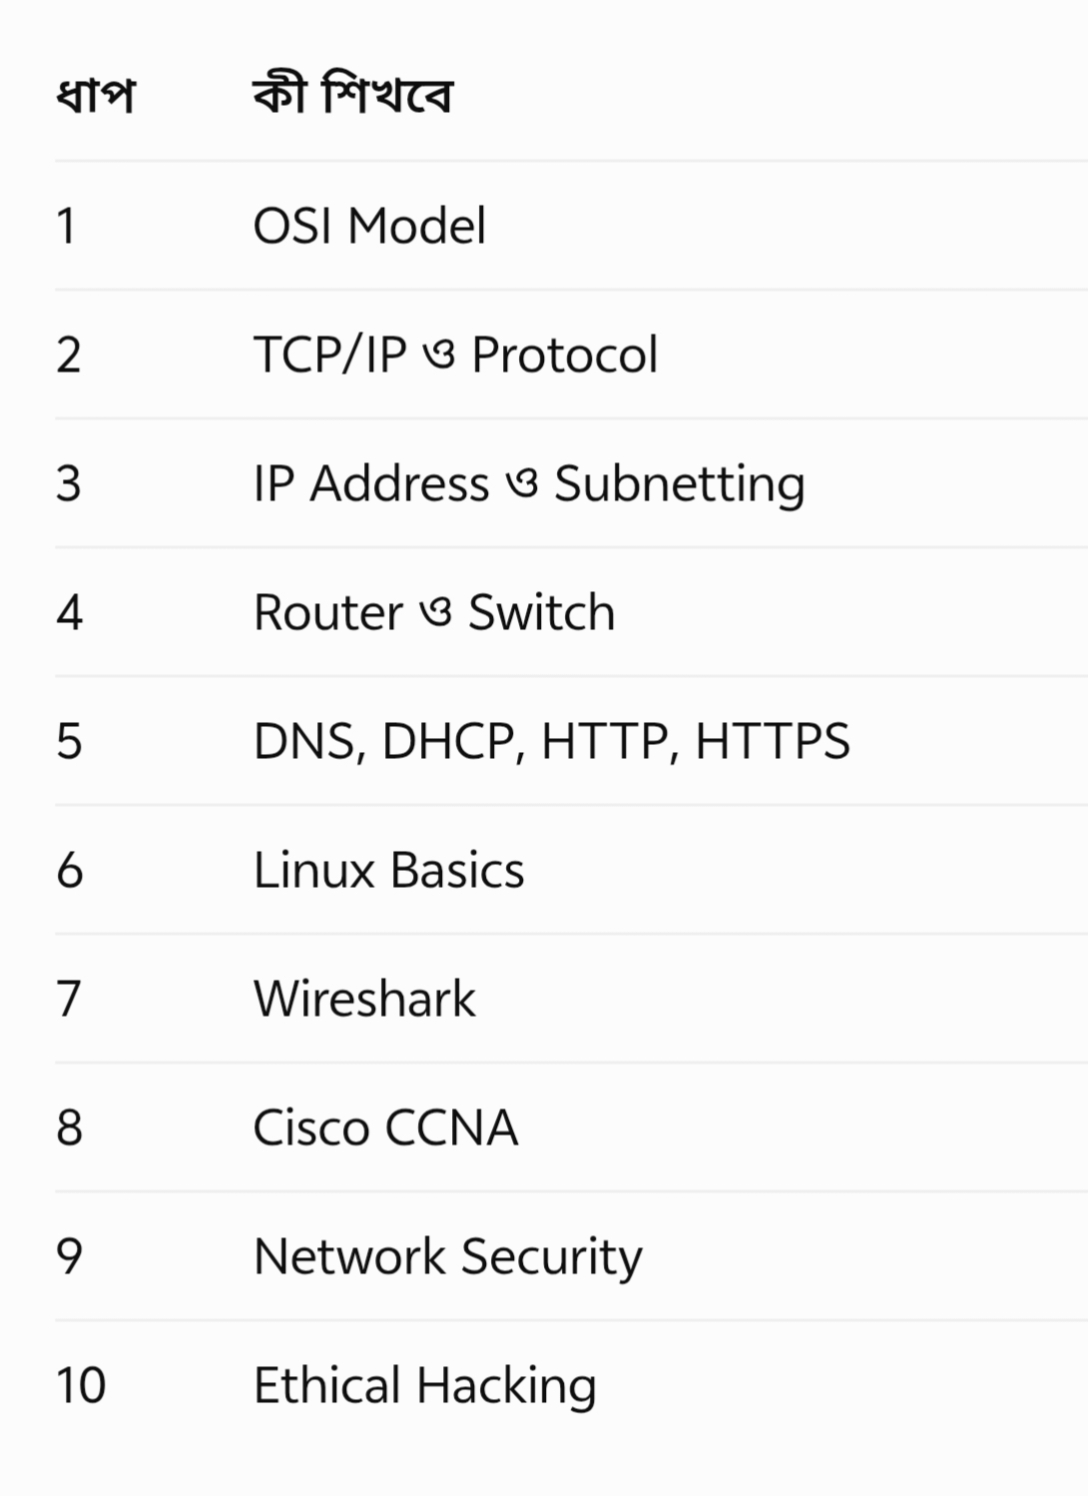 ধাপ কী শিখবে
1 OSI Model
2 TCP/IP ও Protocol
3 IP Address ও Subnetting
4 Router ও Switch
5 DNS, DHCP, HTTP, HTTPS
6 Linux Basics
7 Wireshark
8 Cisco CCNA
9 Network Security
10 Ethical Hacking